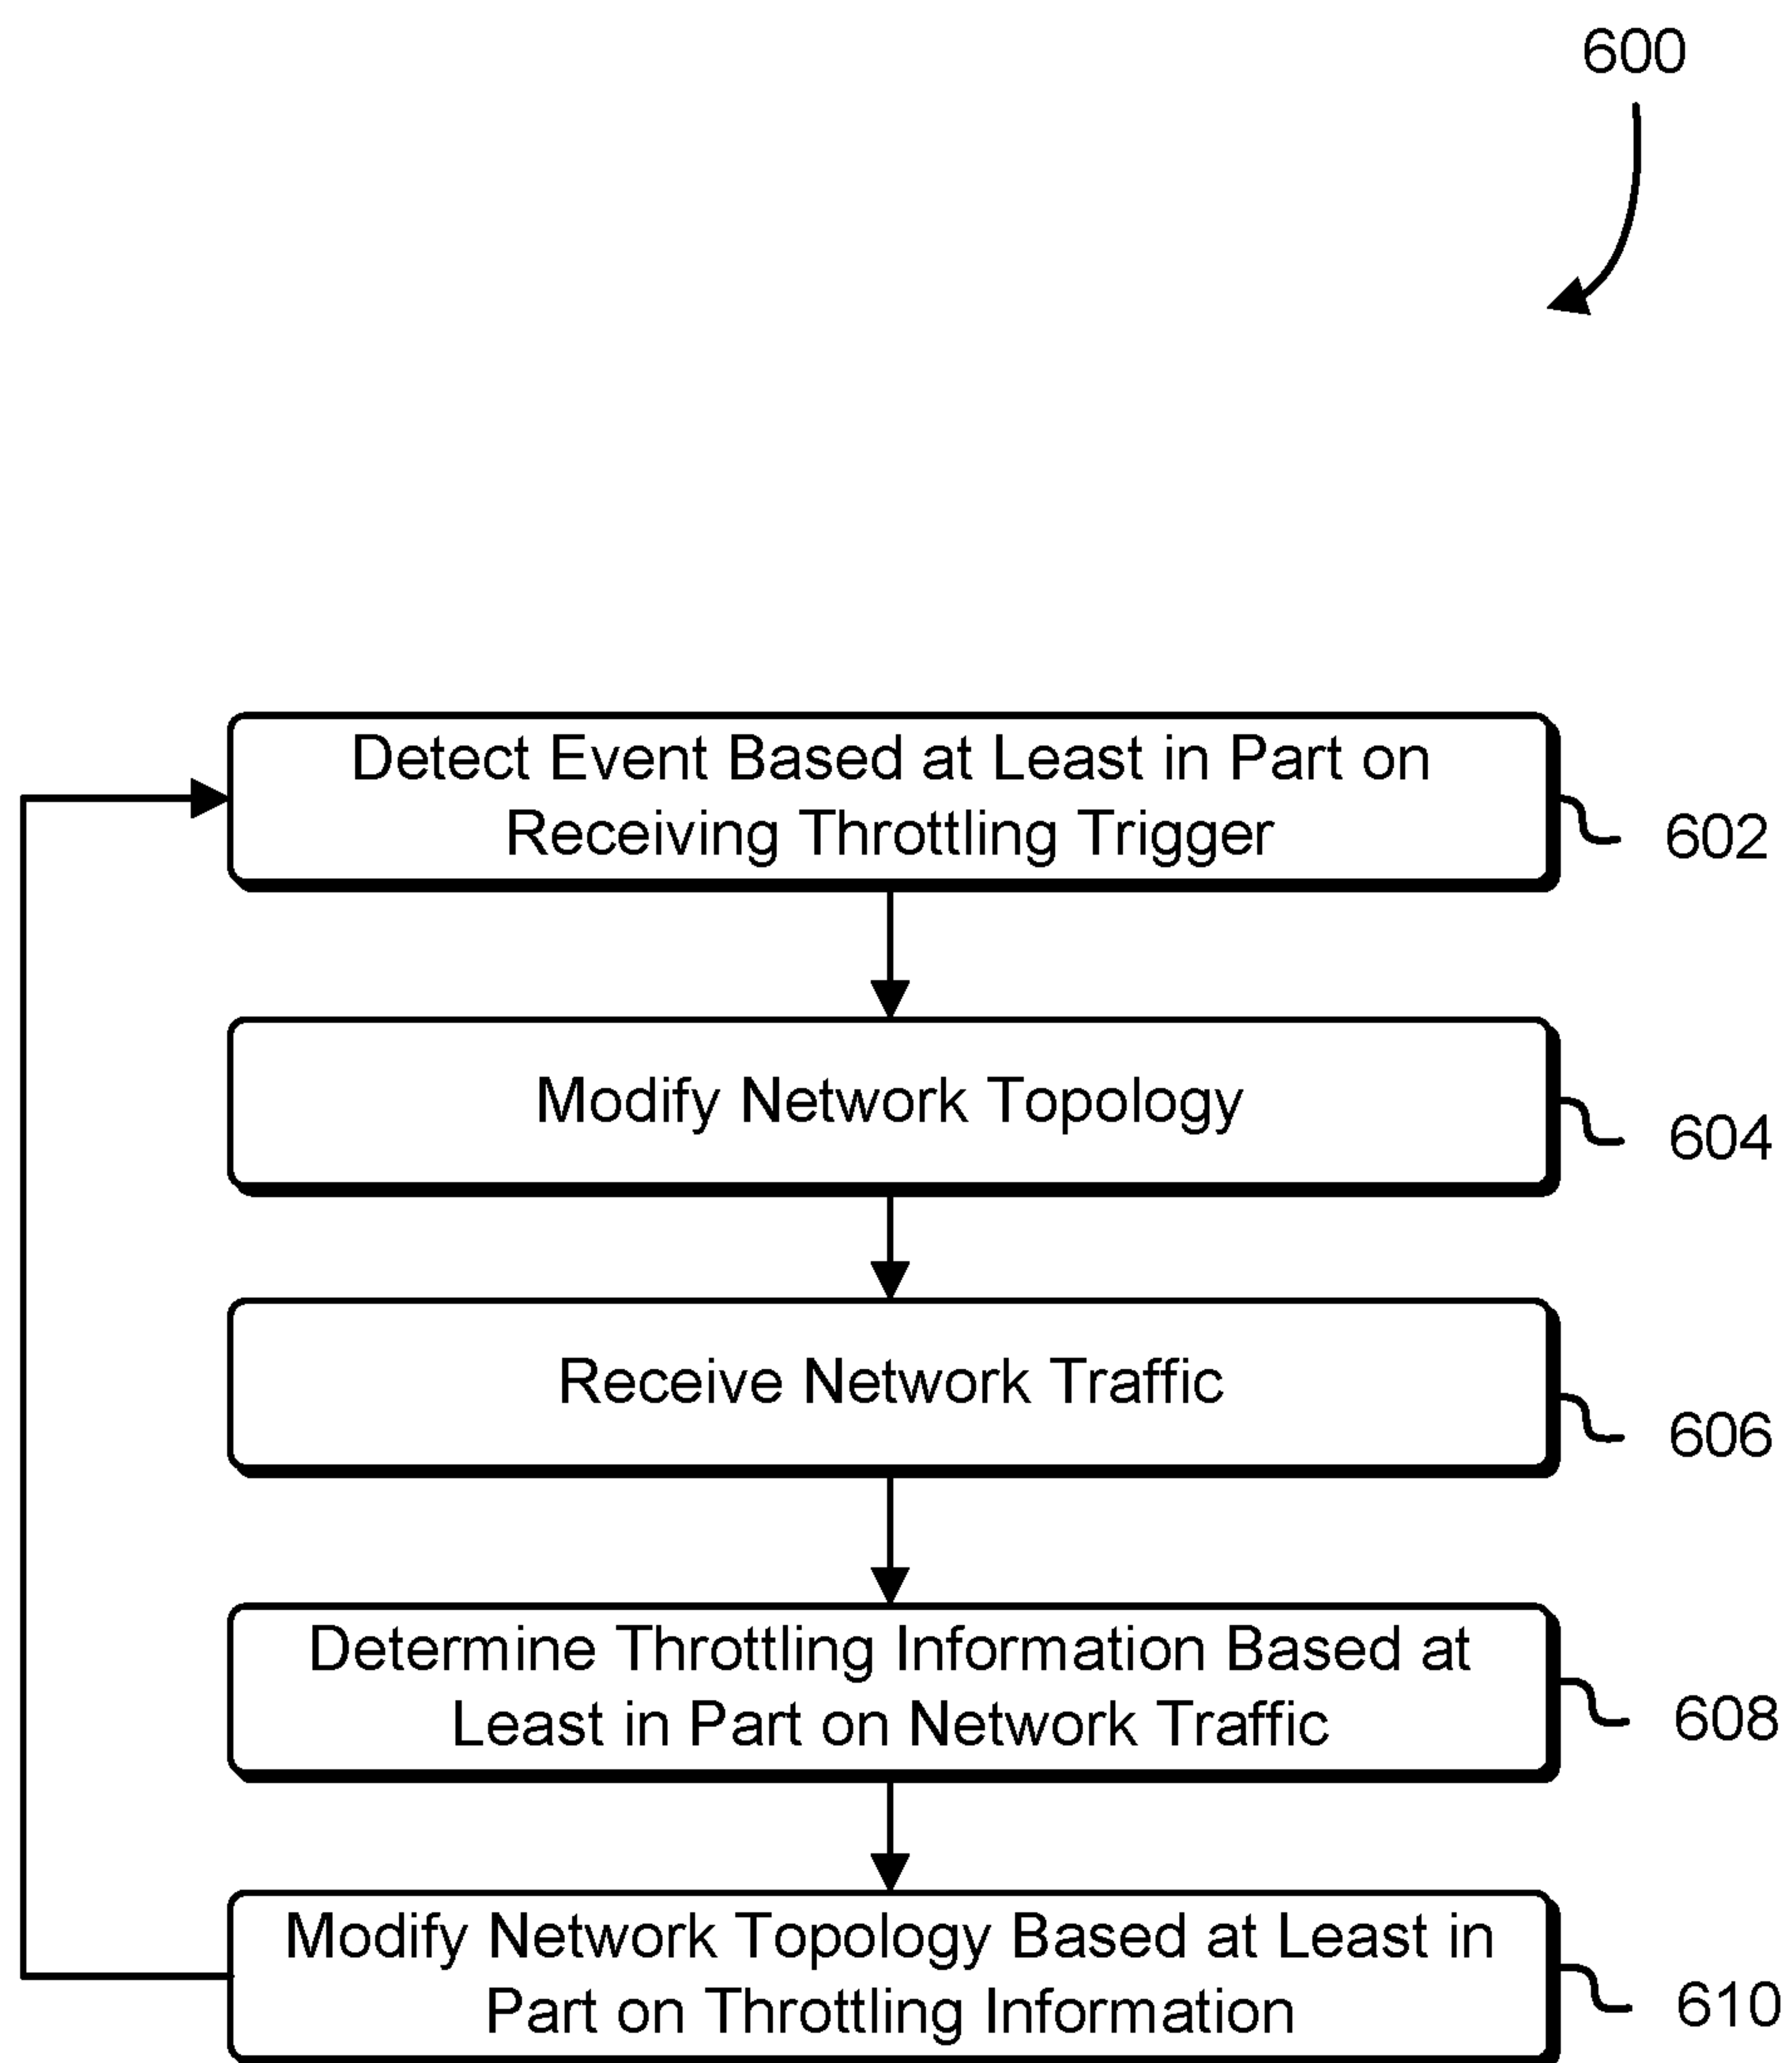 600
Detect Event Based at Least in Part on
Receiving Throttling Trigger
602
Modify Network Topology
604
Receive Network Traffic
606
Determine Throttling Information Based at
Least in Part on Network Traffic
608
Modify Network Topology Based at Least in
Part on Throttling Information
610